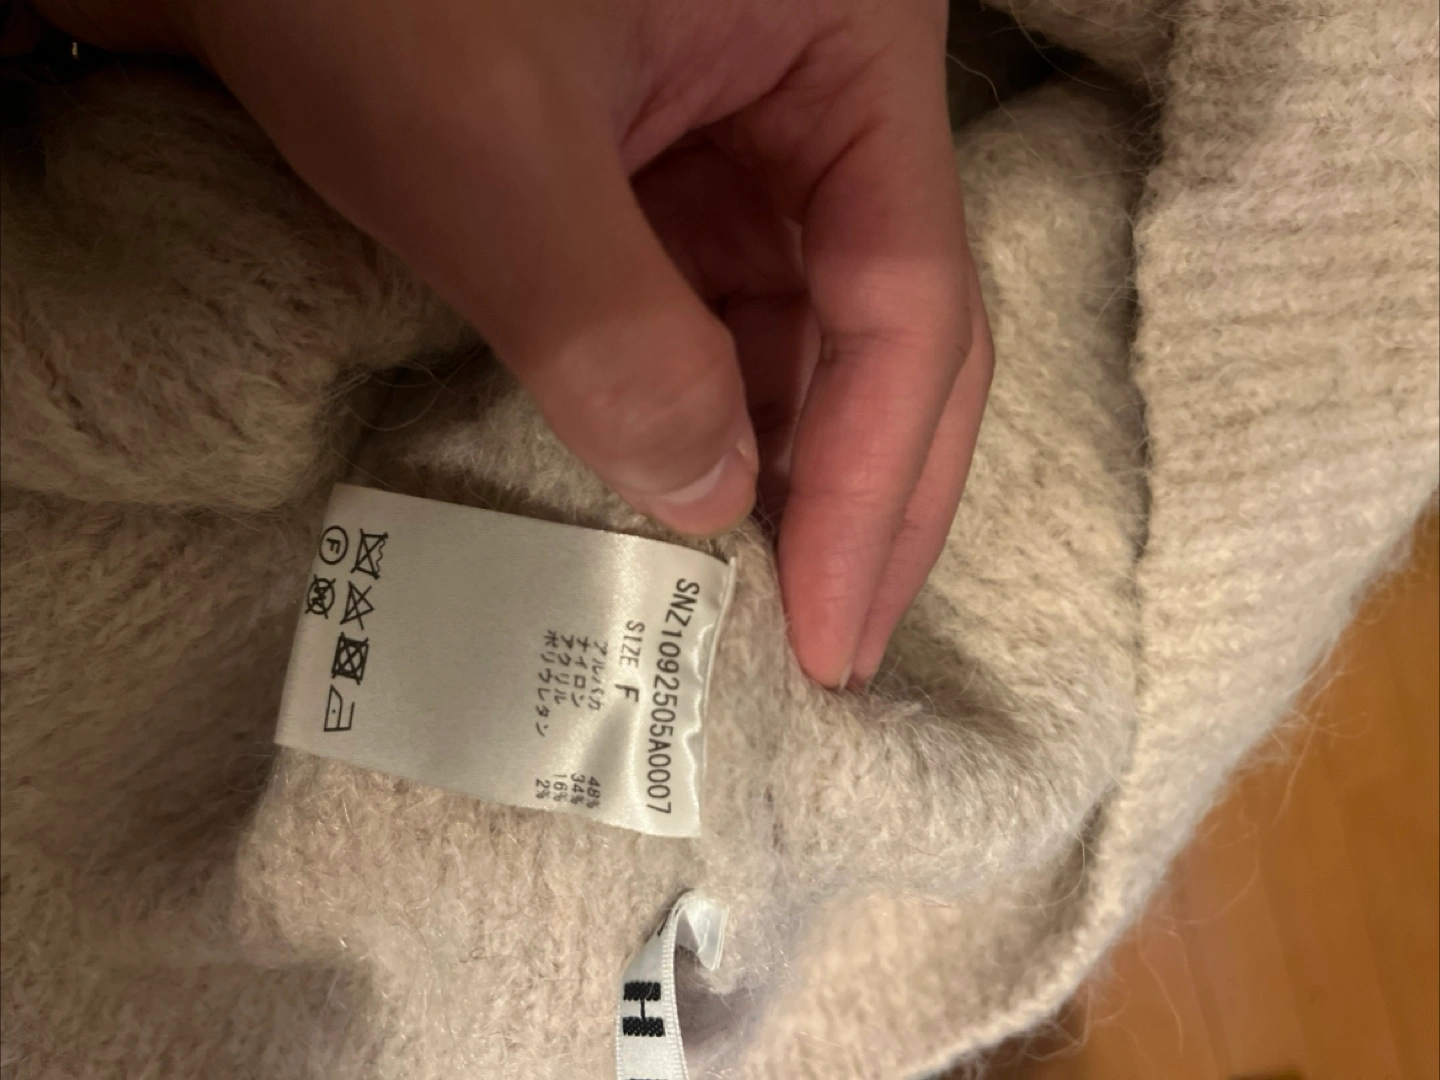 SNZ1092505A0007
SIZE F
アルパカ 48%
ナイロン 34%
アクリル 16%
ポリウレタン 2%
F
W
H